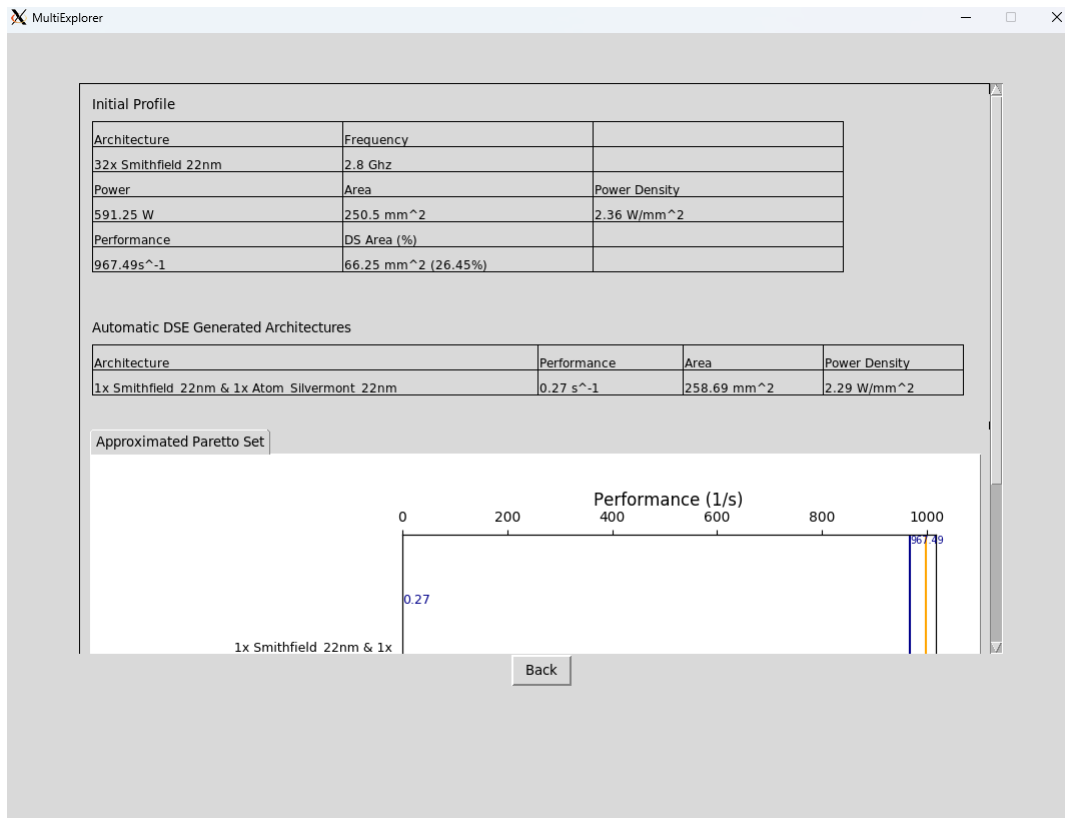 MultiExplorer
Initial Profile
Architecture Frequency
32x Smithfield 22nm 2.8 Ghz
Power Area Power Density
591.25 W 250.5 mm^2 2.36 W/mm^2
Performance DS Area (%)
967.49s^-1 66.25 mm^2 (26.45%)
Automatic DSE Generated Architectures
Architecture Performance Area Power Density
1x Smithfield 22nm & 1x Atom Silvermont 22nm 0.27 s^-1 258.69 mm^2 2.29 W/mm^2
Approximated Paretto Set
Performance (1/s)
0 200 400 600 800 1000
967.49
0.27
1x Smithfield 22nm & 1x
Back